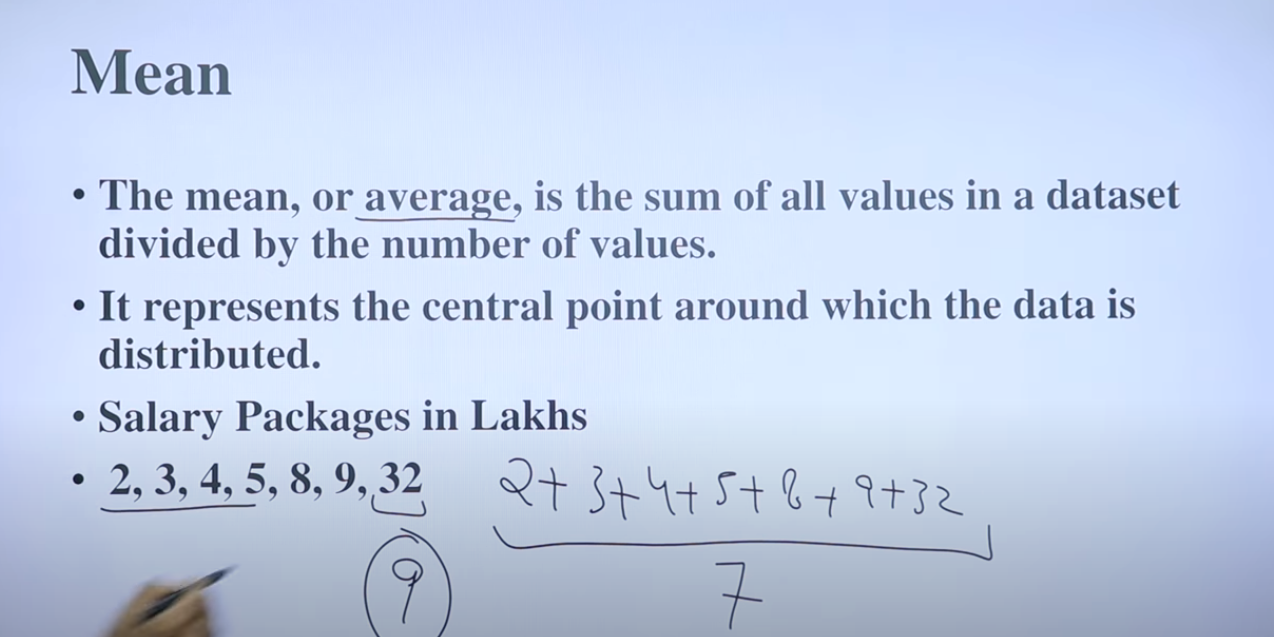 Mean
• The mean, or average, is the sum of all values in a dataset
divided by the number of values.
• It represents the central point around which the data is
distributed.
• Salary Packages in Lakhs
• 2, 3, 4, 5, 8, 9, 32
2+3+4+5+8+9+32
9
7